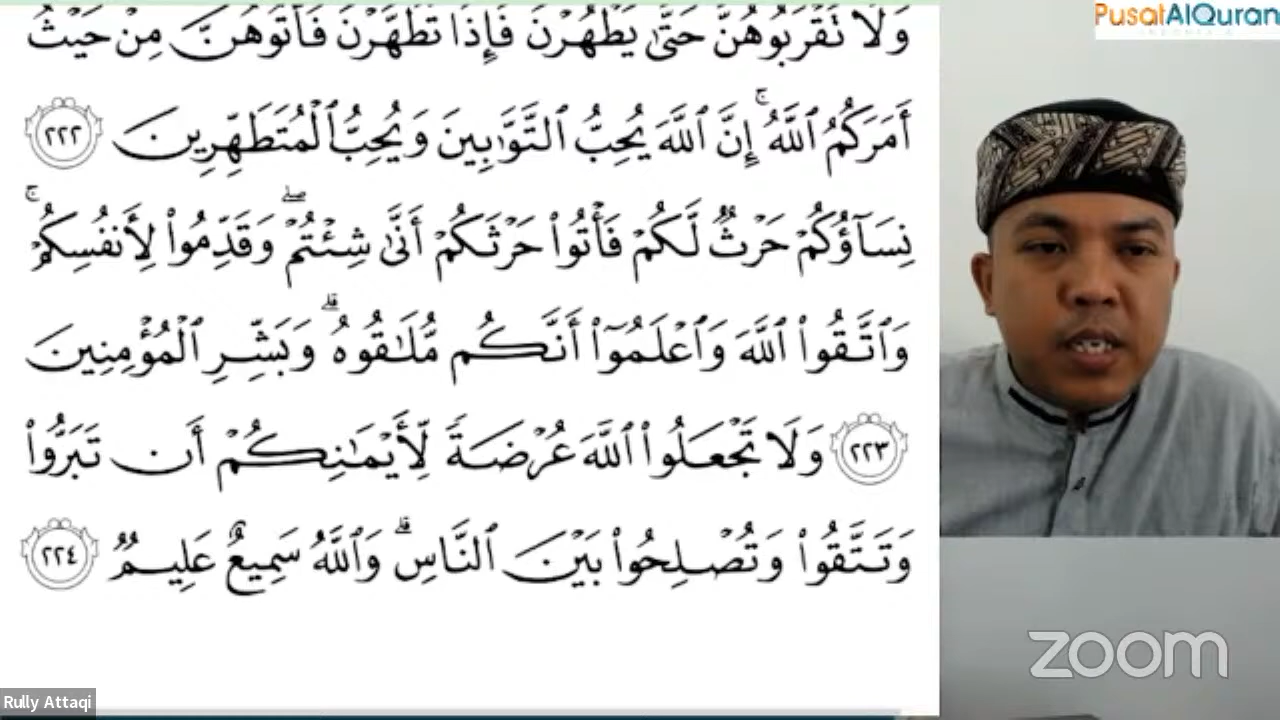 وَلَا تَقْرَبُوهُنَّ حَتَّىٰ يَطْهُرْنَ فَإِذَا تَطَهَّرْنَ فَأْتُوهُنَّ مِنْ حَيْثُ
أَمَرَكُمُ ٱللَّهُ ۚ إِنَّ ٱللَّهَ يُحِبُّ ٱلتَّوَّٰبِينَ وَيُحِبُّ ٱلْمُتَطَهِّرِينَ ٢٢٢
نِسَآؤُكُمْ حَرْثٌ لَّكُمْ فَأْتُوا۟ حَرْثَكُمْ أَنَّىٰ شِئْتُمْ ۖ وَقَدِّمُوا۟ لِأَنفُسِكُمْ ۚ
وَٱتَّقُوا۟ ٱللَّهَ وَٱعْلَمُوٓا۟ أَنَّكُم مُّلَـٰقُوهُ ۗ وَبَشِّرِ ٱلْمُؤْمِنِينَ
٢٢٣ وَلَا تَجْعَلُوا۟ ٱللَّهَ عُرْضَةً لِّأَيْمَـٰنِكُمْ أَن تَبَرُّوا۟
وَتَتَّقُوا۟ وَتُصْلِحُوا۟ بَيْنَ ٱلنَّاسِ ۗ وَٱللَّهُ سَمِيعٌ عَلِيمٌ ٢٢٤
PusatAlQuran
INDONESIA
zoom
Rully Attaqi